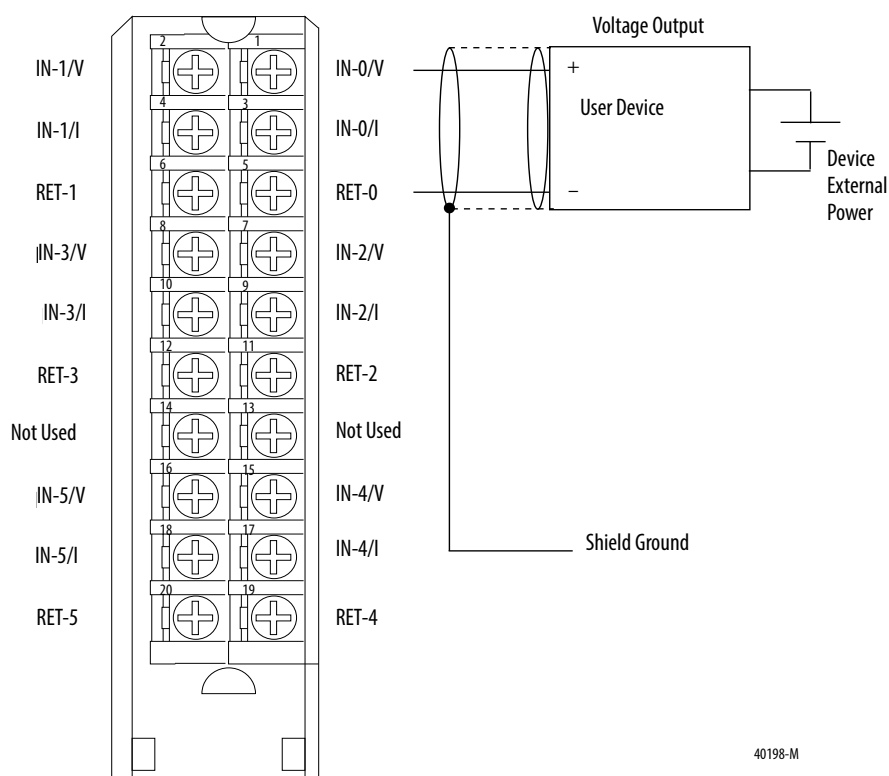 Voltage Output
2 1
IN-1/V IN-0/V + User Device
4 3
IN-1/I IN-0/I
Device
External
Power
6 5
RET-1 RET-0 −
8 7
IN-3/V IN-2/V
10 9
IN-3/I IN-2/I
12 11
RET-3 RET-2
14 13
Not Used Not Used
16 15
IN-5/V IN-4/V
18 17
IN-5/I IN-4/I Shield Ground
20 19
RET-5 RET-4
40198-M